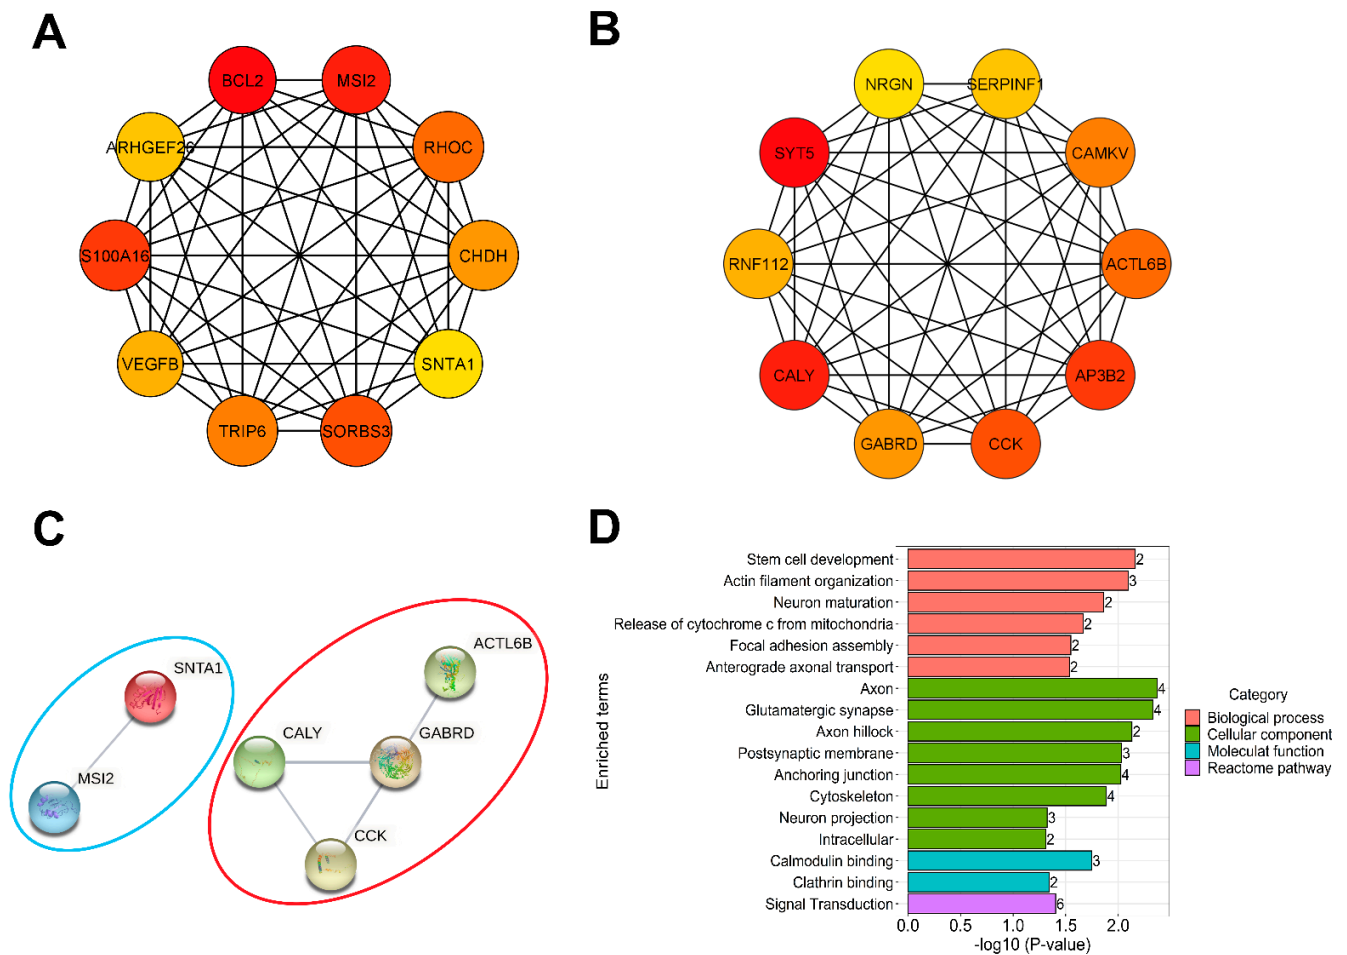 A
BCL2
MSI2
ARHGEF26
RHOC
S100A16
CHDH
VEGFB
SNTA1
TRIP6
SORBS3
B
NRGN
SERPINF1
SYT5
CAMKV
RNF112
ACTL6B
CALY
AP3B2
GABRD
CCK
C
SNTA1
MSI2
ACTL6B
CALY
GABRD
CCK
D
Enriched terms
Stem cell development 2
Actin filament organization 3
Neuron maturation 2
Release of cytochrome c from mitochondria 2
Focal adhesion assembly 2
Anterograde axonal transport 2
Axon 4
Glutamatergic synapse 4
Axon hillock 2
Postsynaptic membrane 3
Anchoring junction 4
Cytoskeleton 4
Neuron projection 3
Intracellular 2
Calmodulin binding 3
Clathrin binding 2
Signal Transduction 6
0.0 0.5 1.0 1.5 2.0
-log10 (P-value)
Category
Biological process
Cellular component
Moleculat function
Reactome pathway